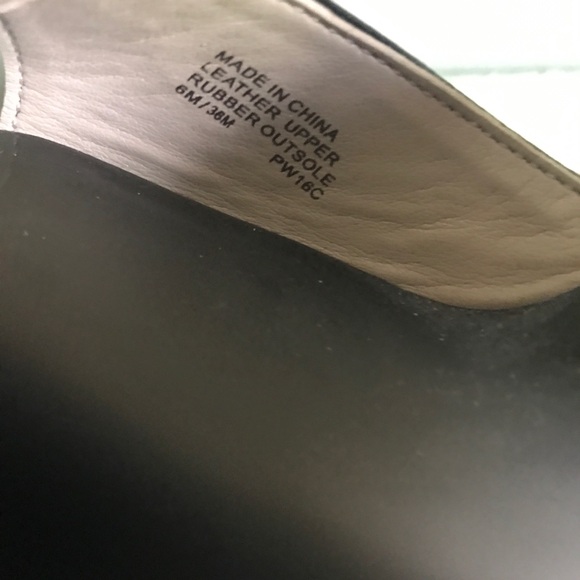 MADE IN CHINA
LEATHER UPPER
RUBBER OUTSOLE
6M/36M
PW16C